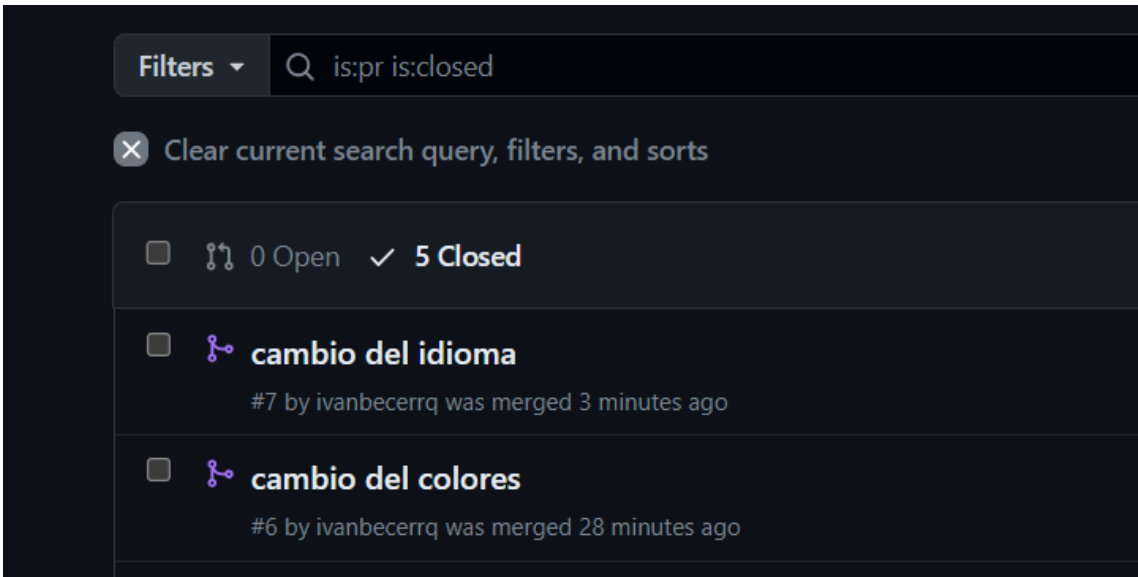 Filters
is:pr is:closed
Clear current search query, filters, and sorts
0 Open 5 Closed
cambio del idioma
#7 by ivanbecerrq was merged 3 minutes ago
cambio del colores
#6 by ivanbecerrq was merged 28 minutes ago